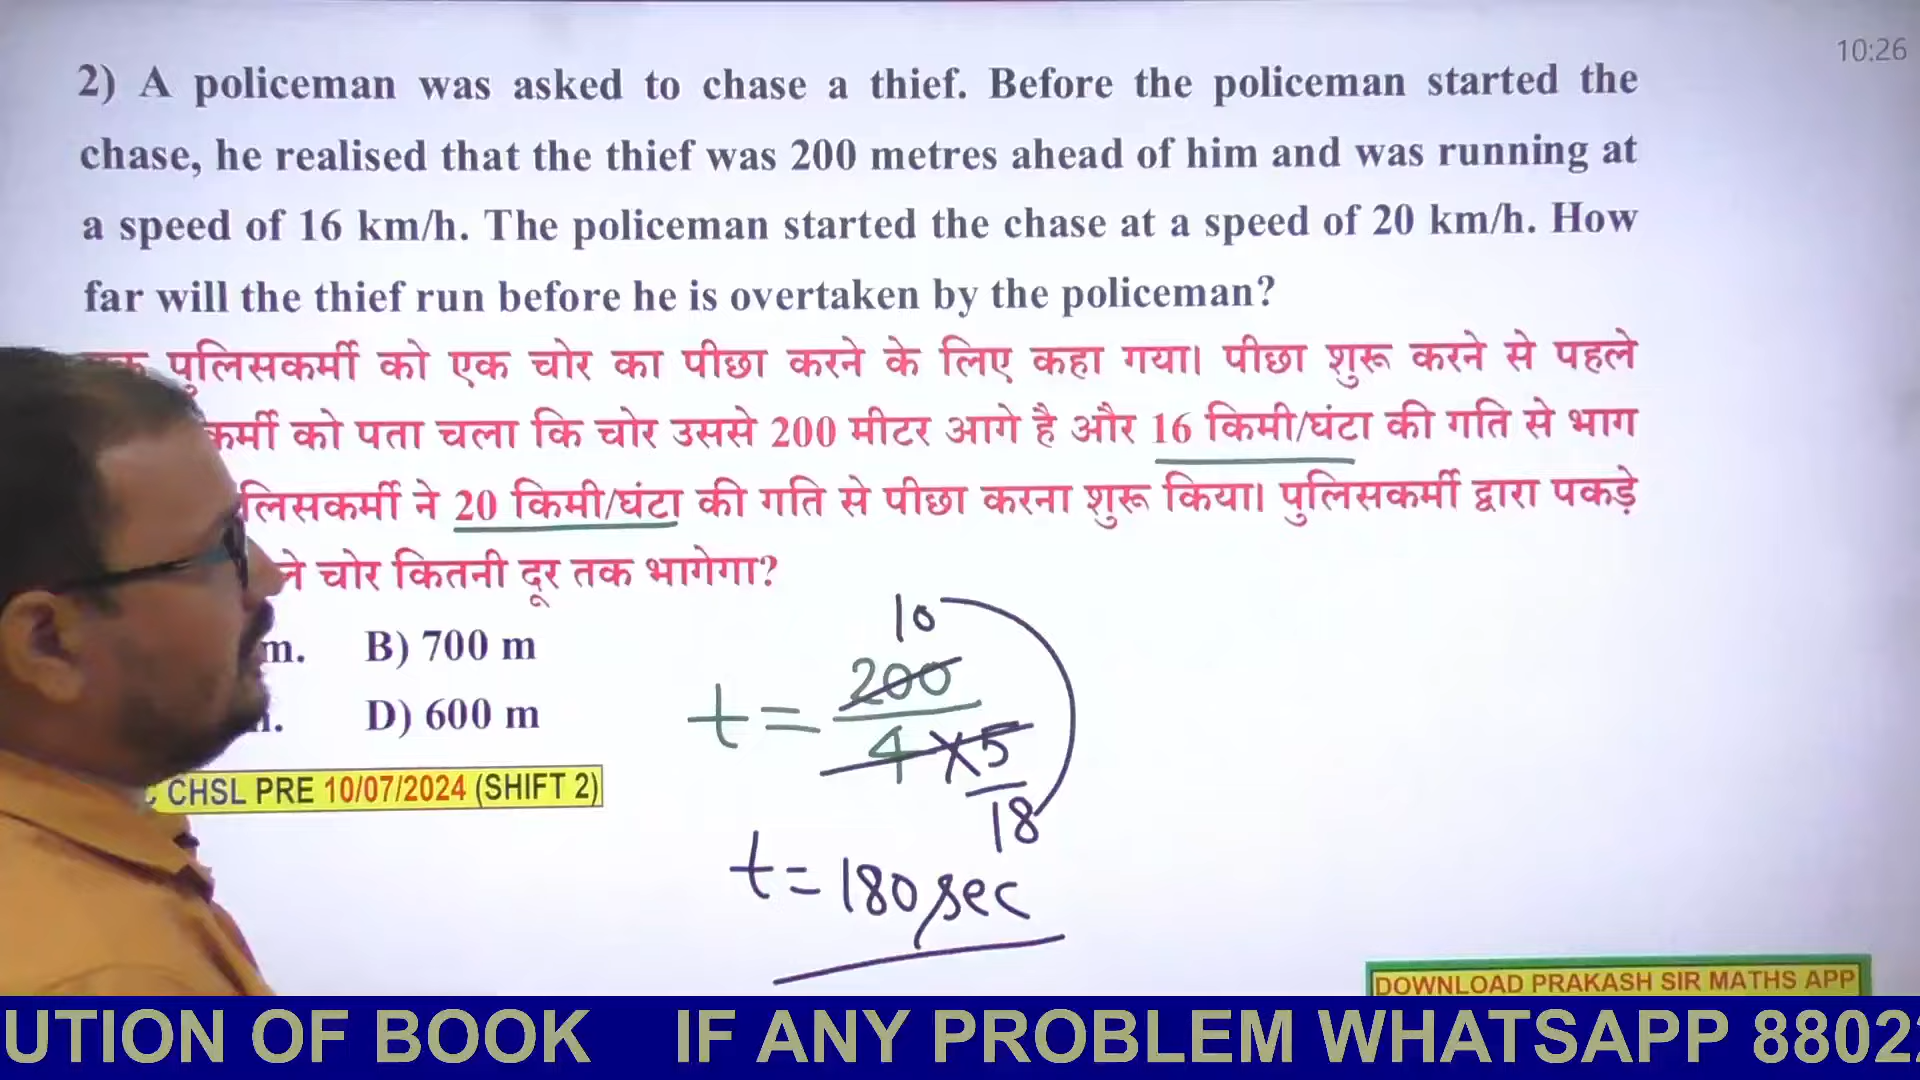 10:26
2) A policeman was asked to chase a thief. Before the policeman started the
chase, he realised that the thief was 200 metres ahead of him and was running at
a speed of 16 km/h. The policeman started the chase at a speed of 20 km/h. How
far will the thief run before he is overtaken by the policeman?
पुलिसकर्मी को एक चोर का पीछा करने के लिए कहा गया। पीछा शुरू करने से पहले
कर्मी को पता चला कि चोर उससे 200 मीटर आगे है और 16 किमी/घंटा की गति से भाग
लिसकर्मी ने 20 किमी/घंटा की गति से पीछा करना शुरू किया। पुलिसकर्मी द्वारा पकड़े
ने चोर कितनी दूर तक भागेगा?
m. B) 700 m
D) 600 m
10
t = 200
4 × 5
18
t = 180 sec
CHSL PRE 10/07/2024 (SHIFT 2)
DOWNLOAD PRAKASH SIR MATHS APP
UTION OF BOOK IF ANY PROBLEM WHATSAPP 8802